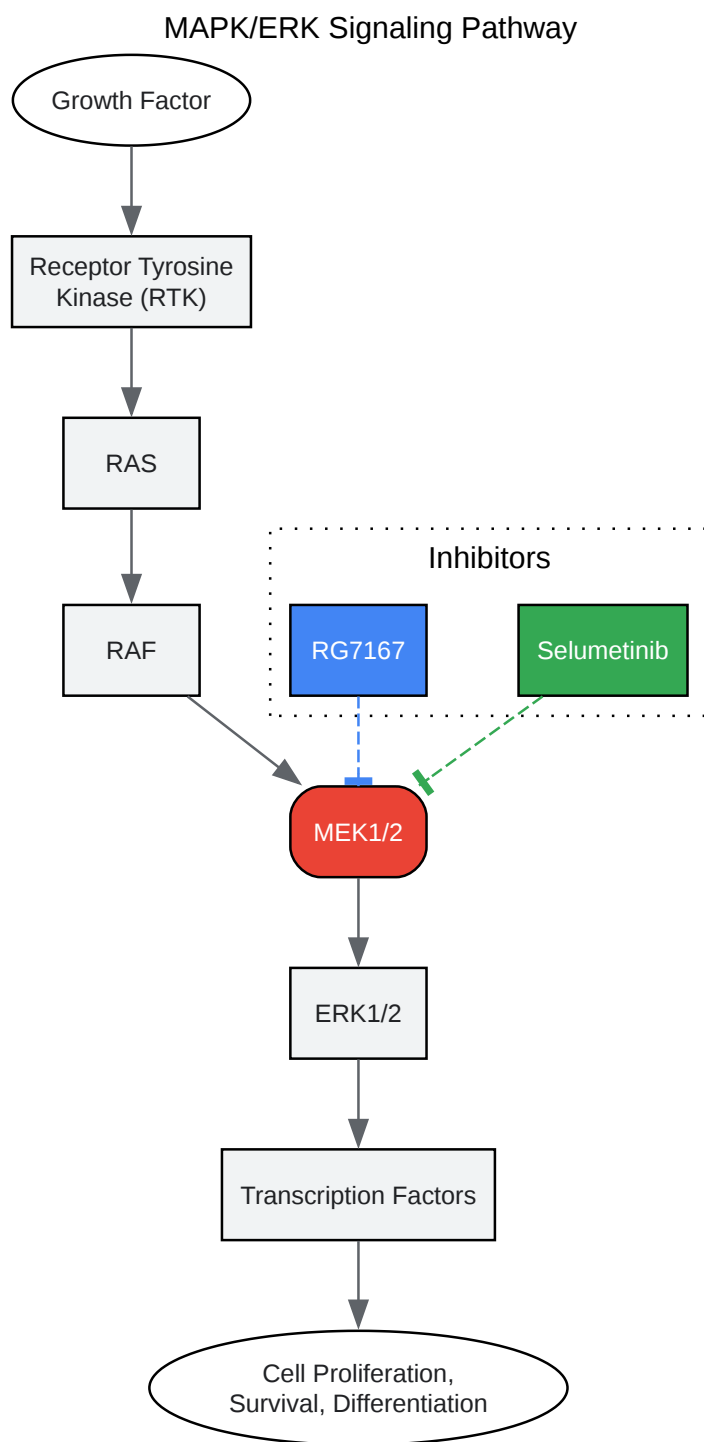 MAPK/ERK Signaling Pathway
Growth Factor
Receptor Tyrosine
Kinase (RTK)
RAS
Inhibitors
RAF
RG7167
Selumetinib
MEK1/2
ERK1/2
Transcription Factors
Cell Proliferation,
Survival, Differentiation